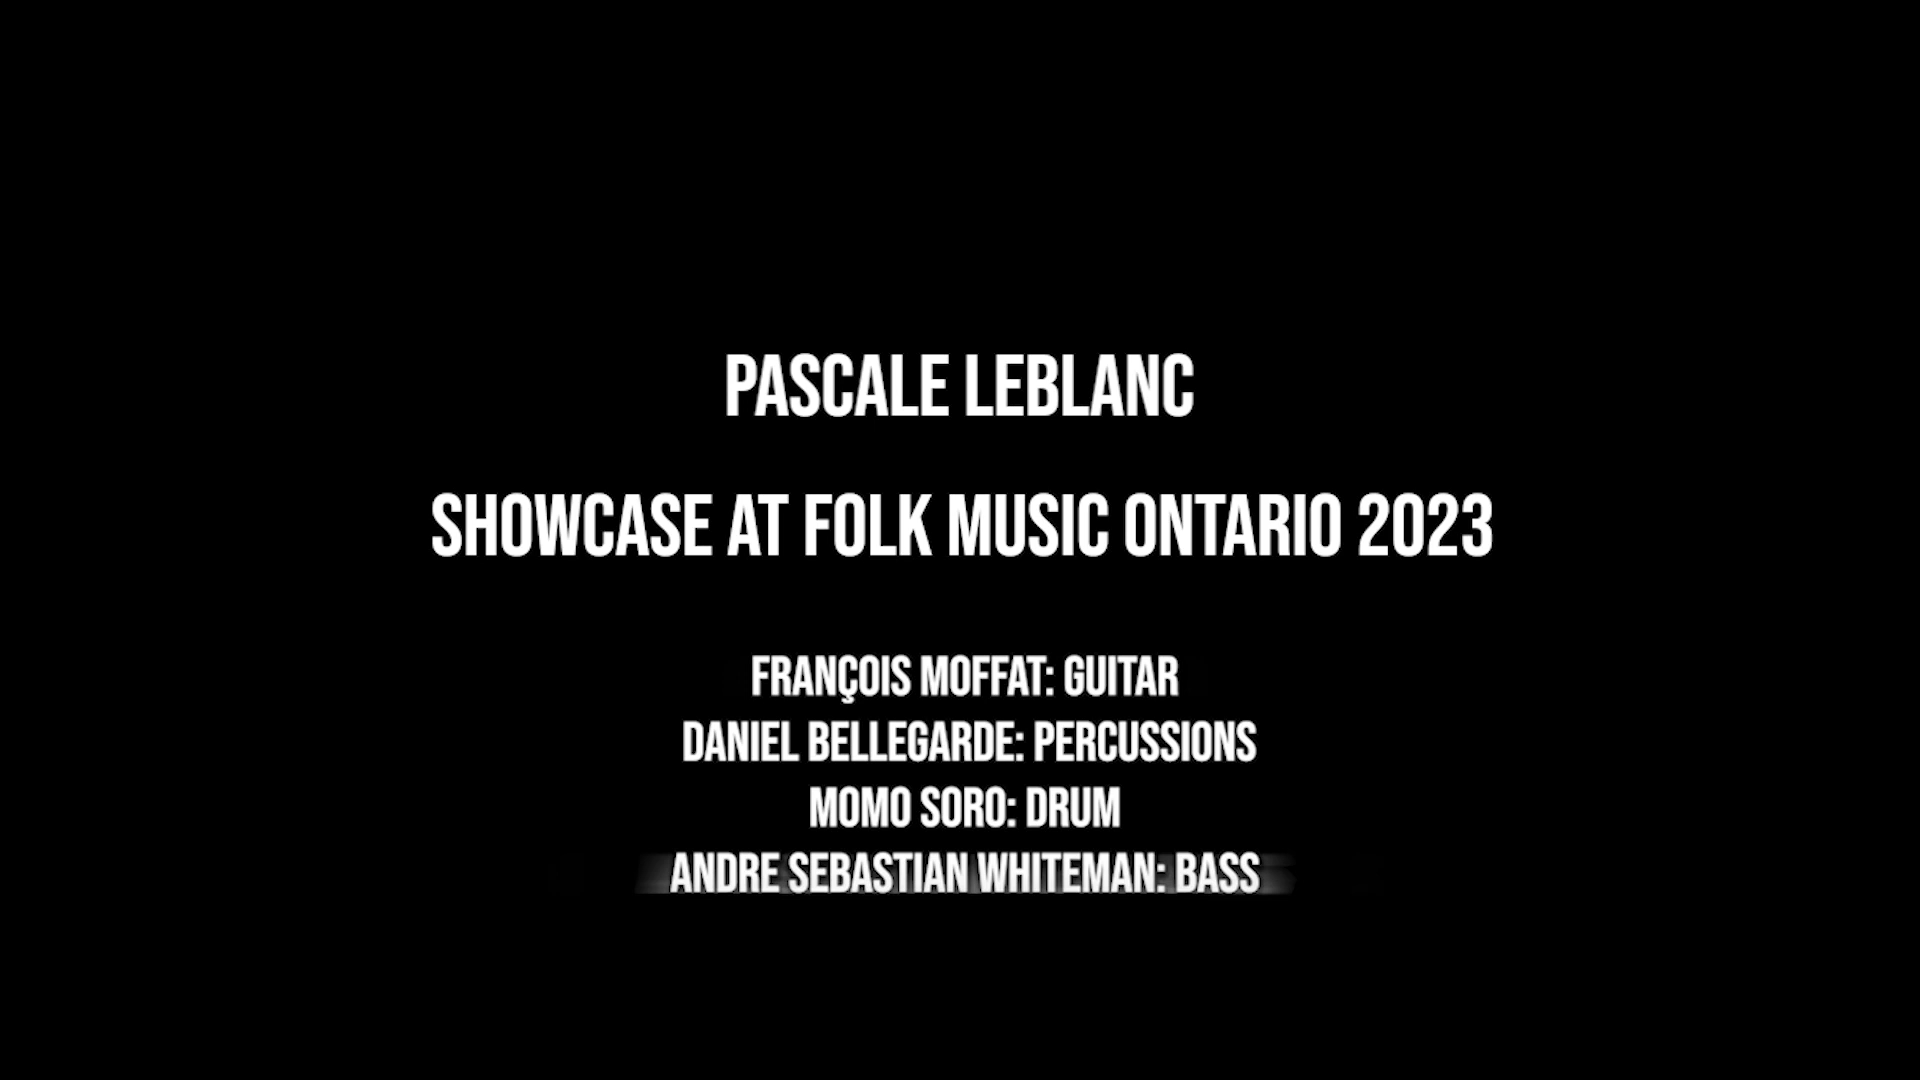 PASCALE LEBLANC
SHOWCASE AT FOLK MUSIC ONTARIO 2023
FRANÇOIS MOFFAT: GUITAR
DANIEL BELLEGARDE: PERCUSSIONS
MOMO SORO: DRUM
ANDRE SEBASTIAN WHITEMAN: BASS